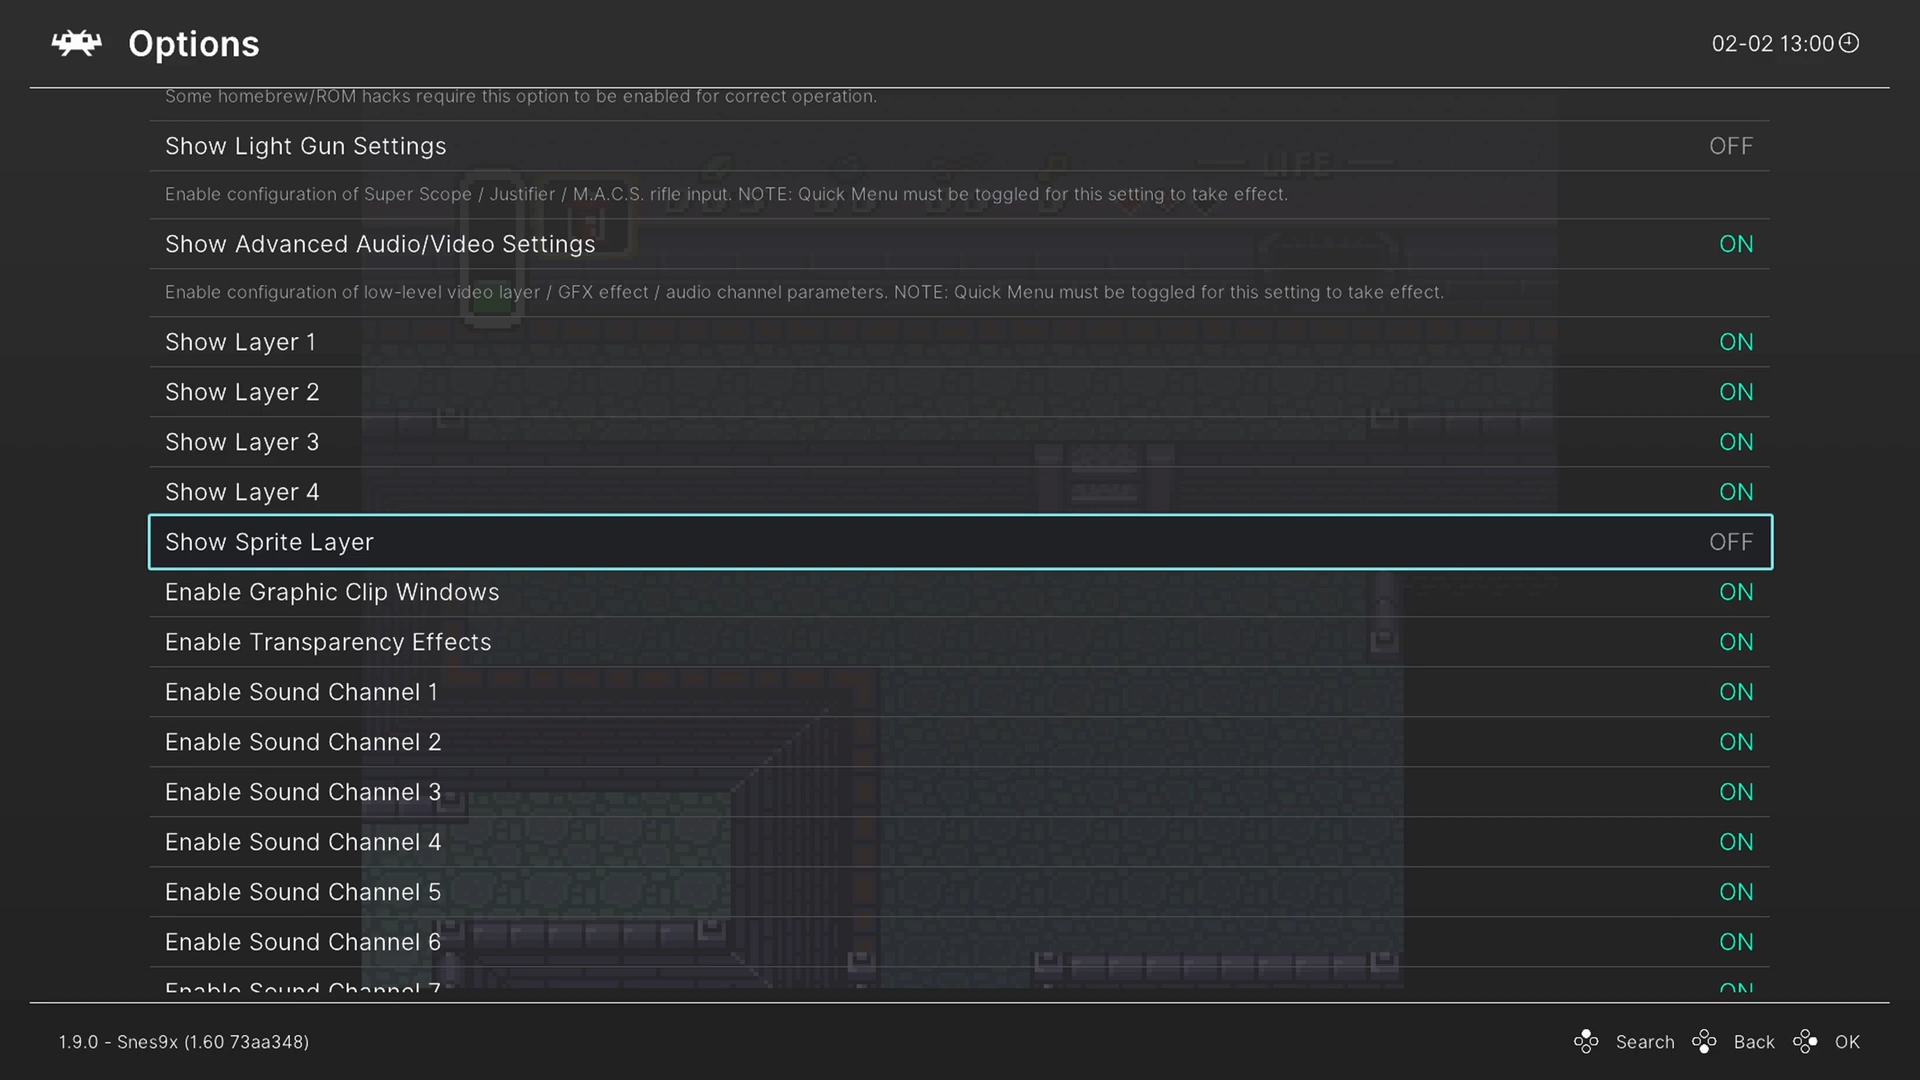 Options
02-02 13:00
Some homebrew/ROM hacks require this option to be enabled for correct operation.
Show Light Gun Settings OFF
LIFE
Enable configuration of Super Scope / Justifier / M.A.C.S. rifle input. NOTE: Quick Menu must be toggled for this setting to take effect.
Show Advanced Audio/Video Settings ON
Enable configuration of low-level video layer / GFX effect / audio channel parameters. NOTE: Quick Menu must be toggled for this setting to take effect.
Show Layer 1 ON
Show Layer 2 ON
Show Layer 3 ON
Show Layer 4 ON
Show Sprite Layer OFF
Enable Graphic Clip Windows ON
Enable Transparency Effects ON
Enable Sound Channel 1 ON
Enable Sound Channel 2 ON
Enable Sound Channel 3 ON
Enable Sound Channel 4 ON
Enable Sound Channel 5 ON
Enable Sound Channel 6 ON
Enable Sound Channel 7 ON
1.9.0 - Snes9x (1.60 73aa348)
Search Back OK